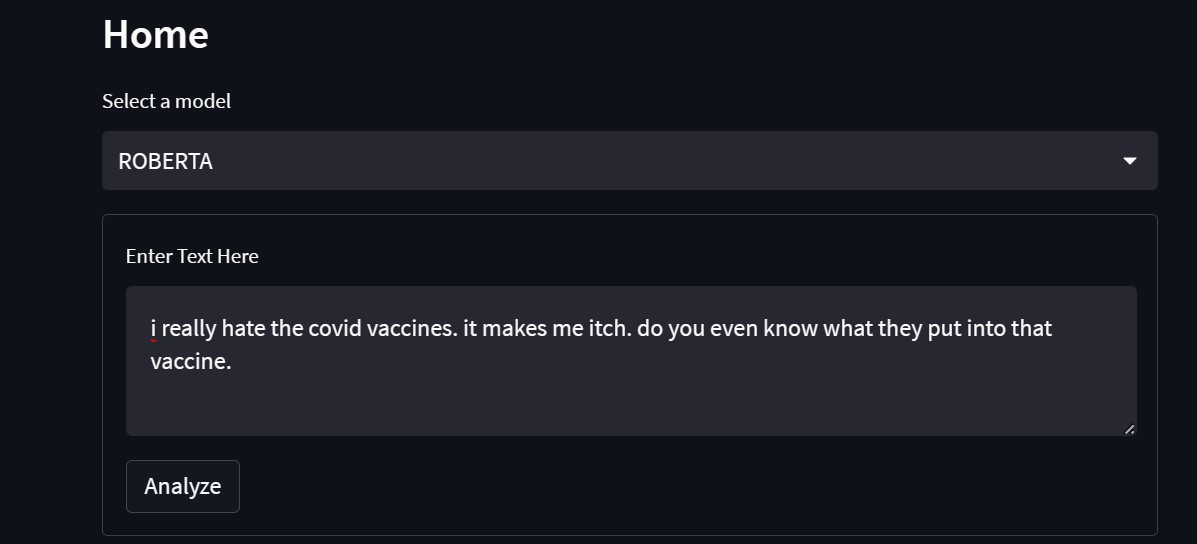 Home
Select a model
ROBERTA
Enter Text Here
i really hate the covid vaccines. it makes me itch. do you even know what they put into that
vaccine.
Analyze